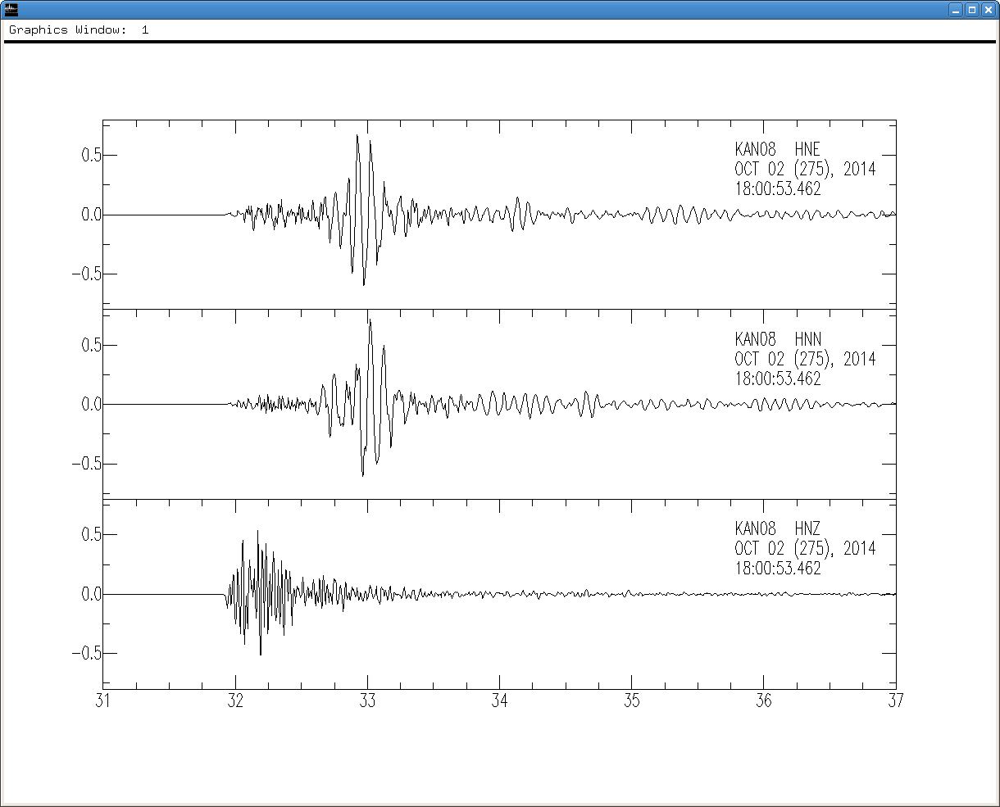 Graphics Window: 1
KAN08 HNE
OCT 02 (275), 2014
18:00:53.462
0.5
0.0
−0.5
KAN08 HNN
OCT 02 (275), 2014
18:00:53.462
0.5
0.0
−0.5
KAN08 HNZ
OCT 02 (275), 2014
18:00:53.462
0.5
0.0
−0.5
31 32 33 34 35 36 37